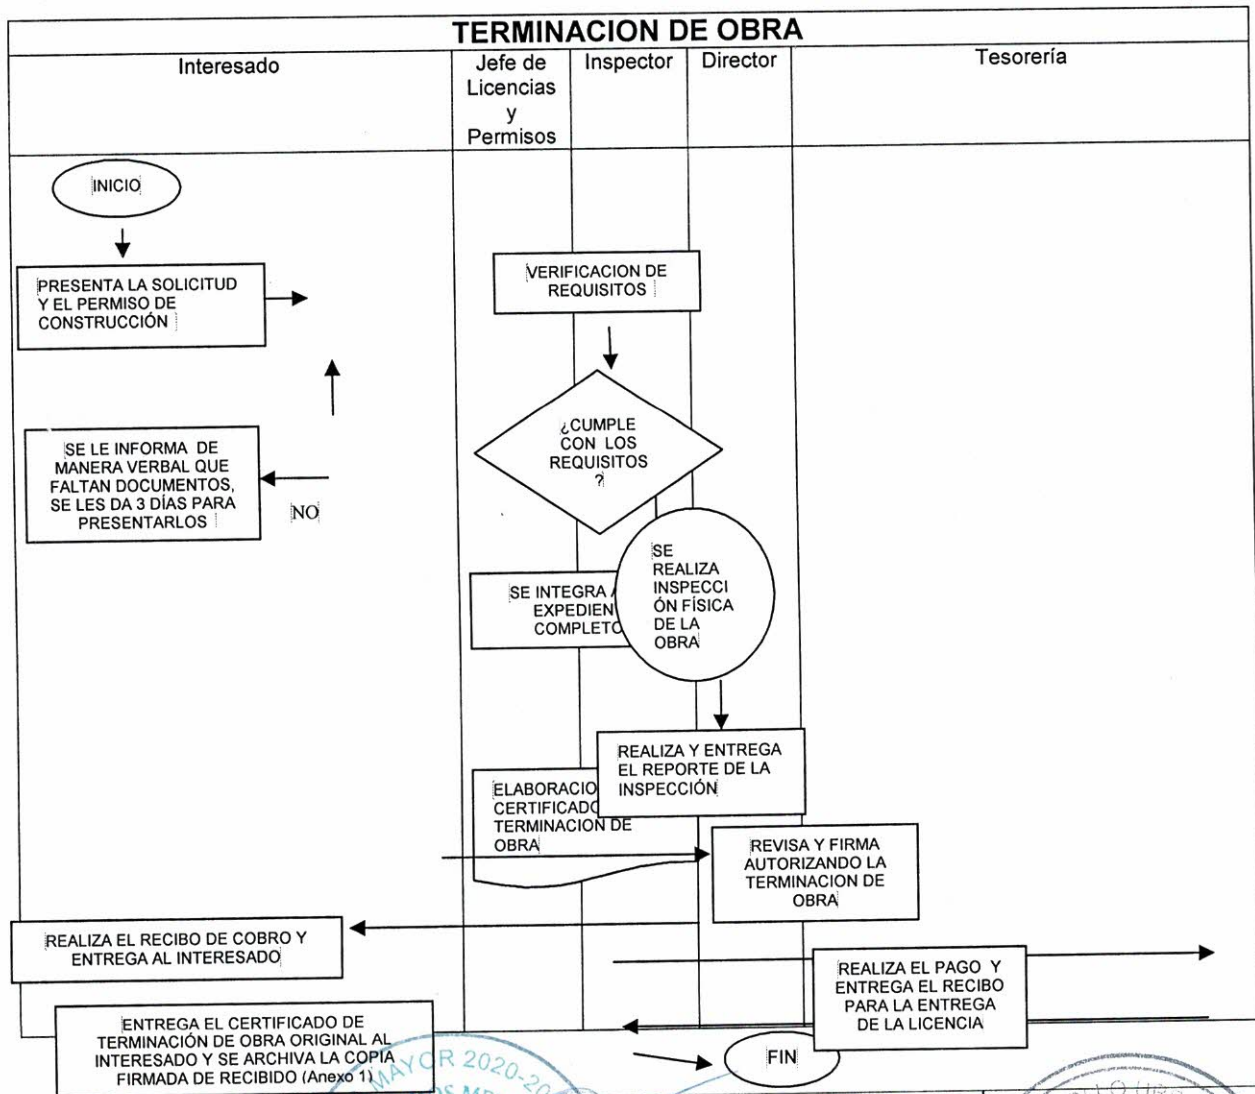 TERMINACION DE OBRA
Interesado
Jefe de
Licencias
y
Permisos
Inspector
Director
Tesorería
INICIO
PRESENTA LA SOLICITUD
Y EL PERMISO DE
CONSTRUCCIÓN
VERIFICACION DE
REQUISITOS
¿CUMPLE
CON LOS
REQUISITOS
?
SE LE INFORMA DE
MANERA VERBAL QUE
FALTAN DOCUMENTOS,
SE LES DA 3 DÍAS PARA
PRESENTARLOS
NO
SE INTEGRA
EXPEDIEN
COMPLETO
SE
REALIZA
INSPECCI
ÓN FÍSICA
DE LA
OBRA
REALIZA Y ENTREGA
EL REPORTE DE LA
INSPECCIÓN
ELABORACIO
CERTIFICADO
TERMINACION DE
OBRA
REVISA Y FIRMA
AUTORIZANDO LA
TERMINACION DE
OBRA
REALIZA EL RECIBO DE COBRO Y
ENTREGA AL INTERESADO
REALIZA EL PAGO Y
ENTREGA EL RECIBO
PARA LA ENTREGA
DE LA LICENCIA
ENTREGA EL CERTIFICADO DE
TERMINACIÓN DE OBRA ORIGINAL AL
INTERESADO Y SE ARCHIVA LA COPIA
FIRMADA DE RECIBIDO (Anexo 1)
FIN
MAYOR 2020-20